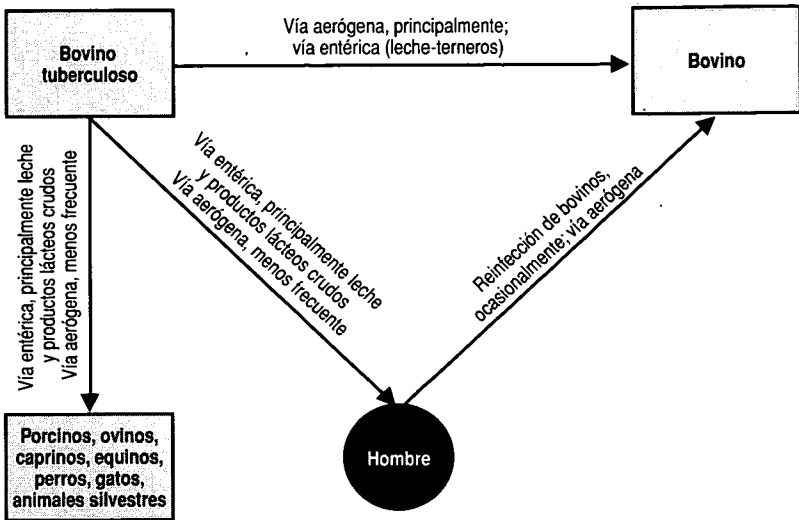 Vía aerógena, principalmente;
vía entérica (leche-terneros)
Bovino
tuberculoso
Bovino
Vía entérica, principalmente leche
y productos lácteos crudos
Vía aerógena, menos frecuente
Vía entérica, principalmente leche
y productos lácteos crudos
Vía aerógena, menos frecuente
Reinfección de bovinos,
ocasionalmente; vía aerógena
Porcinos, ovinos,
caprinos, equinos,
perros, gatos,
animales silvestres
Hombre